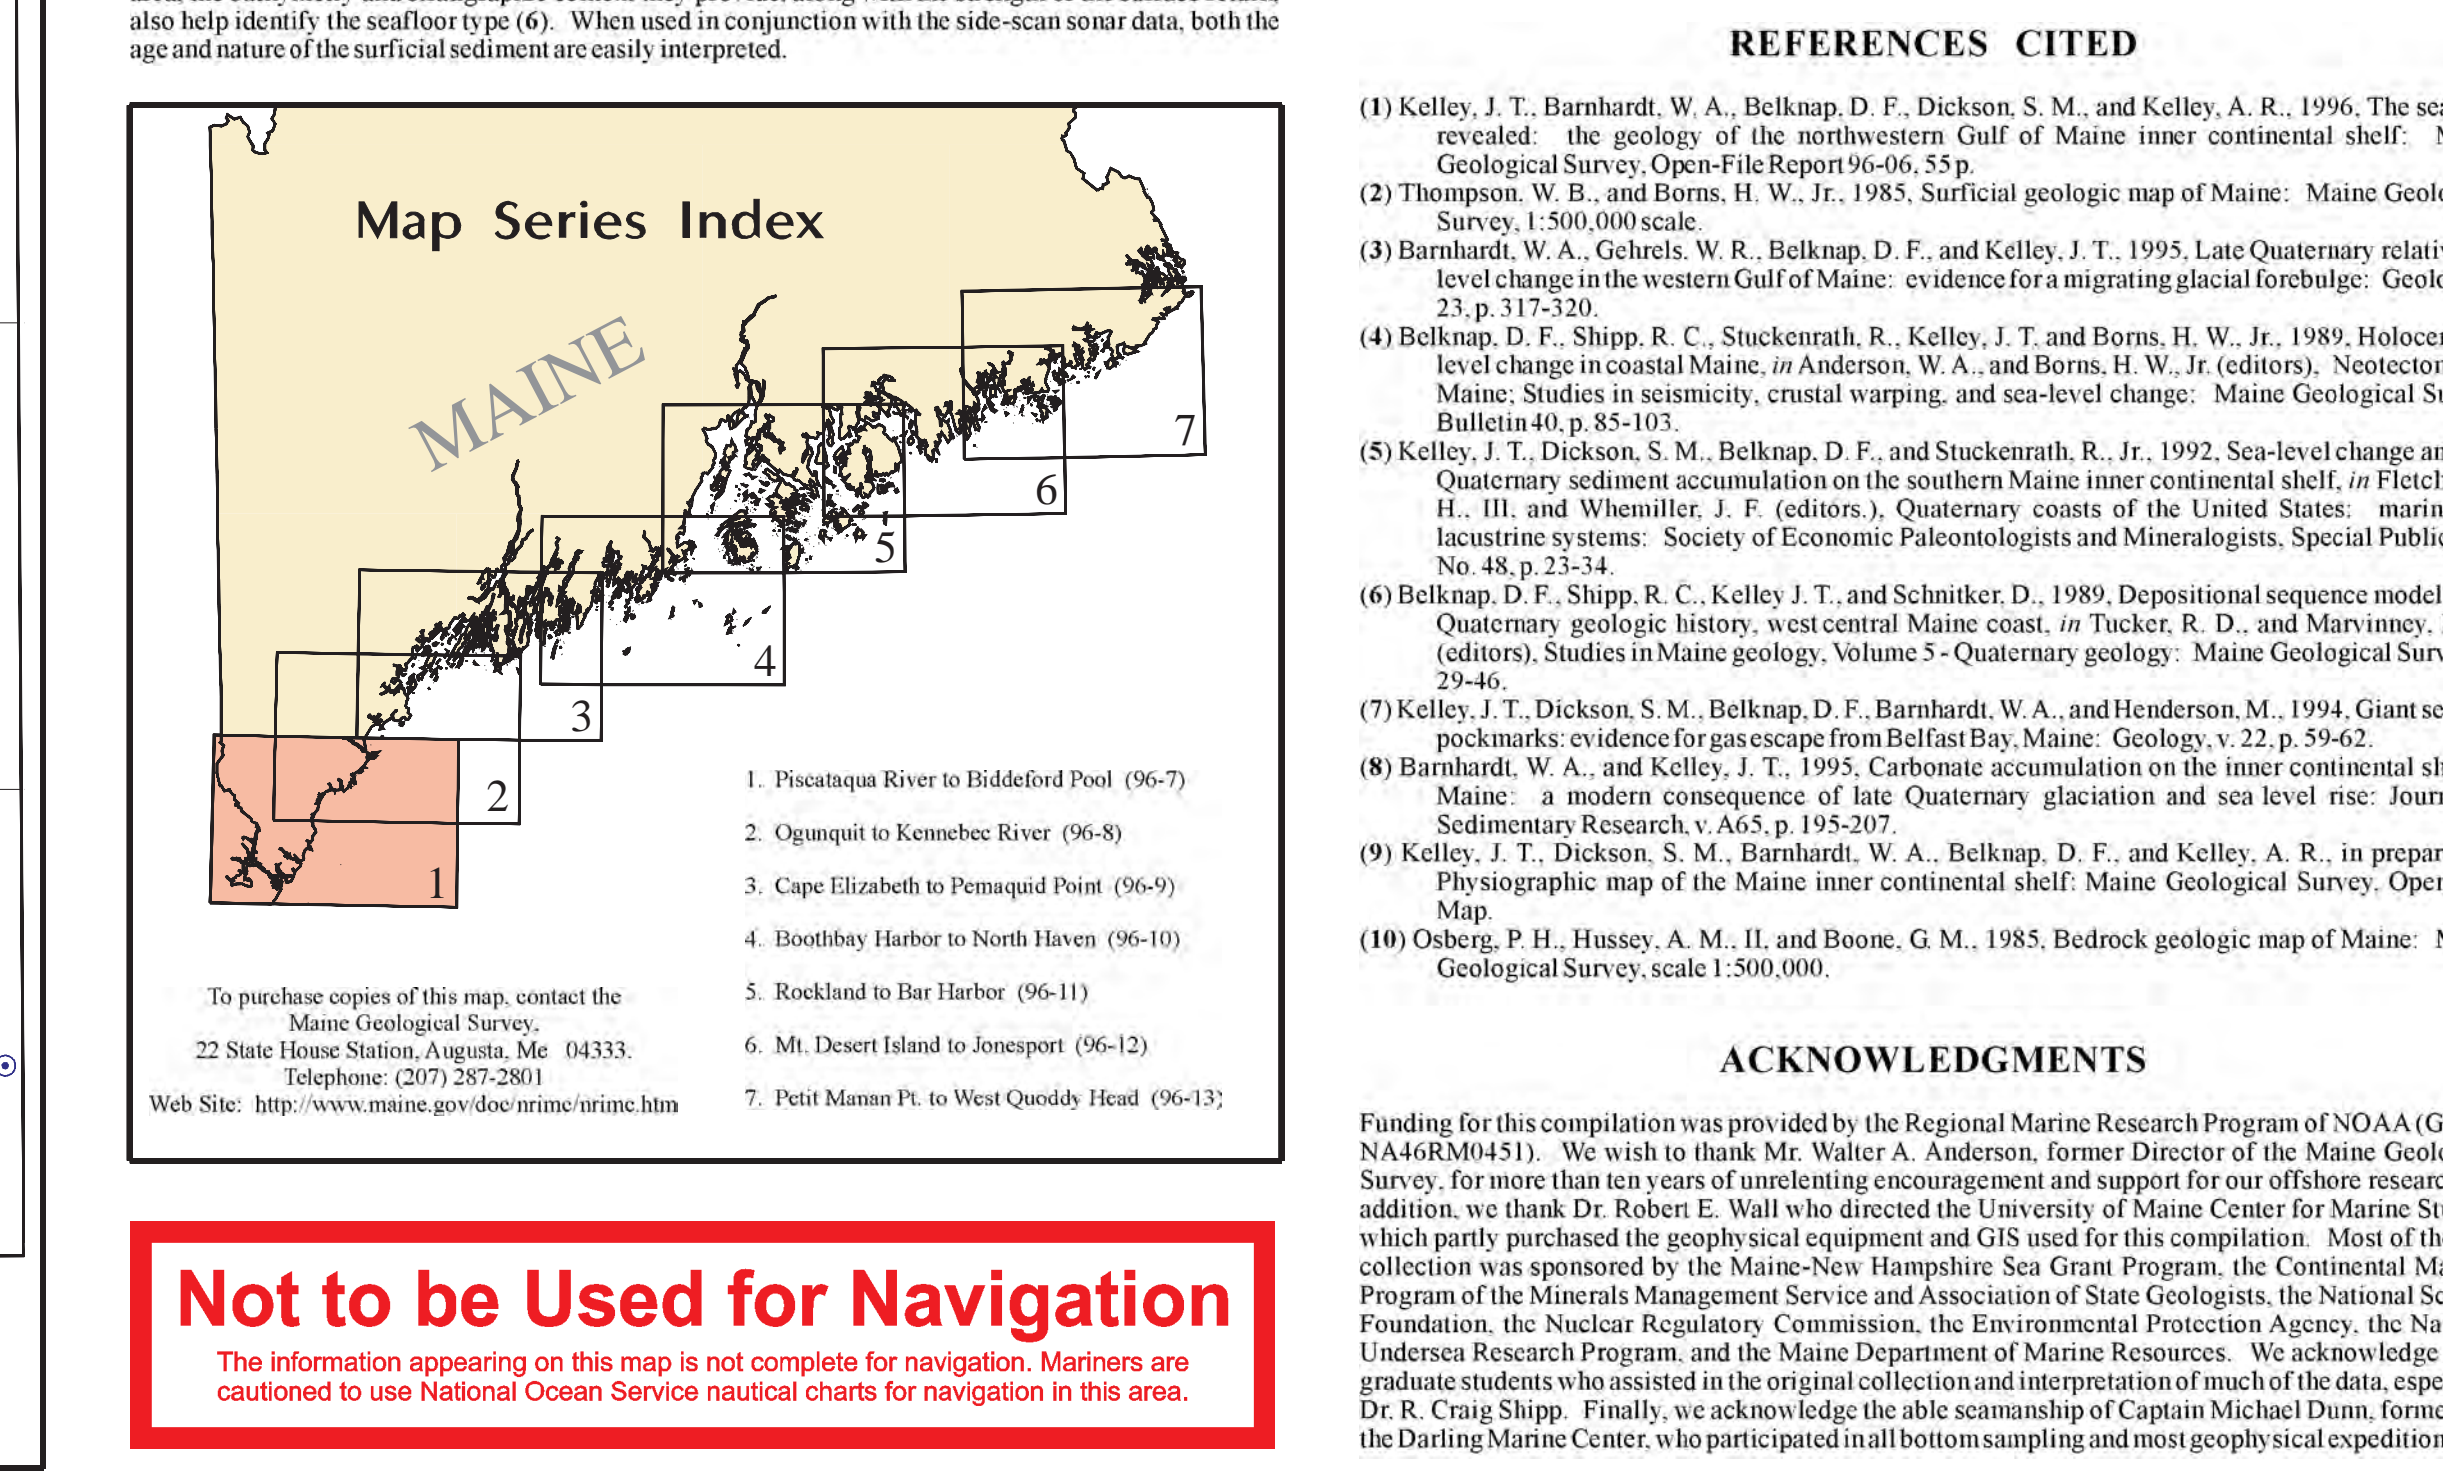 also help identify the seafloor type (6). When used in conjunction with the side-scan sonar data, both the
age and nature of the surficial sediment are easily interpreted.
Map Series Index
MAINE
7
6
5
4
3
2
1
1. Piscataqua River to Biddeford Pool (96-7)
2. Ogunquit to Kennebec River (96-8)
3. Cape Elizabeth to Pemaquid Point (96-9)
4. Boothbay Harbor to North Haven (96-10)
5. Rockland to Bar Harbor (96-11)
6. Mt. Desert Island to Jonesport (96-12)
7. Petit Manan Pt. to West Quoddy Head (96-13)
To purchase copies of this map, contact the
Maine Geological Survey,
22 State House Station, Augusta, Me 04333.
Telephone: (207) 287-2801
Web Site: http://www.maine.gov/doc/nrimc/nrimc.htm
Not to be Used for Navigation
The information appearing on this map is not complete for navigation. Mariners are
cautioned to use National Ocean Service nautical charts for navigation in this area.
REFERENCES CITED
(1) Kelley, J. T., Barnhardt, W. A., Belknap, D. F., Dickson, S. M., and Kelley, A. R., 1996, The sea
revealed: the geology of the northwestern Gulf of Maine inner continental shelf:
Geological Survey, Open-File Report 96-06, 55 p.
(2) Thompson, W. B., and Borns, H. W., Jr., 1985, Surficial geologic map of Maine: Maine Geolo
Survey, 1:500,000 scale.
(3) Barnhardt, W. A., Gehrels, W. R., Belknap, D. F., and Kelley, J. T., 1995, Late Quaternary relati
level change in the western Gulf of Maine: evidence for a migrating glacial forebulge: Geolo
23, p. 317-320.
(4) Belknap, D. F., Shipp, R. C., Stuckenrath, R., Kelley, J. T. and Borns, H. W., Jr., 1989, Holocen
level change in coastal Maine, in Anderson, W. A., and Borns, H. W., Jr. (editors), Neotecton
Maine; Studies in seismicity, crustal warping, and sea-level change: Maine Geological Su
Bulletin 40, p. 85-103.
(5) Kelley, J. T., Dickson, S. M., Belknap, D. F., and Stuckenrath, R., Jr., 1992, Sea-level change an
Quaternary sediment accumulation on the southern Maine inner continental shelf, in Fletch
H., III, and Whemiller, J. F. (editors.), Quaternary coasts of the United States: marin
lacustrine systems: Society of Economic Paleontologists and Mineralogists, Special Public
No. 48, p. 23-34.
(6) Belknap, D. F., Shipp, R. C., Kelley J. T., and Schnitker, D., 1989, Depositional sequence model
Quaternary geologic history, west central Maine coast, in Tucker, R. D., and Marvinney,
(editors), Studies in Maine geology, Volume 5 - Quaternary geology: Maine Geological Surv
29-46.
(7) Kelley, J. T., Dickson, S. M., Belknap, D. F., Barnhardt, W. A., and Henderson, M., 1994, Giant se
pockmarks: evidence for gas escape from Belfast Bay, Maine: Geology, v. 22, p. 59-62.
(8) Barnhardt, W. A., and Kelley, J. T., 1995, Carbonate accumulation on the inner continental sh
Maine: a modern consequence of late Quaternary glaciation and sea level rise: Journ
Sedimentary Research, v. A65, p. 195-207.
(9) Kelley, J. T., Dickson, S. M., Barnhardt, W. A., Belknap, D. F., and Kelley, A. R., in prepar
Physiographic map of the Maine inner continental shelf: Maine Geological Survey, Open
Map.
(10) Osberg, P. H., Hussey, A. M., II, and Boone, G. M., 1985, Bedrock geologic map of Maine:
Geological Survey, scale 1:500,000.
ACKNOWLEDGMENTS
Funding for this compilation was provided by the Regional Marine Research Program of NOAA (G
NA46RM0451). We wish to thank Mr. Walter A. Anderson, former Director of the Maine Geolo
Survey, for more than ten years of unrelenting encouragement and support for our offshore researc
addition, we thank Dr. Robert E. Wall who directed the University of Maine Center for Marine Stu
which partly purchased the geophysical equipment and GIS used for this compilation. Most of th
collection was sponsored by the Maine-New Hampshire Sea Grant Program, the Continental Ma
Program of the Minerals Management Service and Association of State Geologists, the National Sc
Foundation, the Nuclear Regulatory Commission, the Environmental Protection Agency, the Na
Undersea Research Program, and the Maine Department of Marine Resources. We acknowledge
graduate students who assisted in the original collection and interpretation of much of the data, espe
Dr. R. Craig Shipp. Finally, we acknowledge the able seamanship of Captain Michael Dunn, forme
the Darling Marine Center, who participated in all bottom sampling and most geophysical expedition